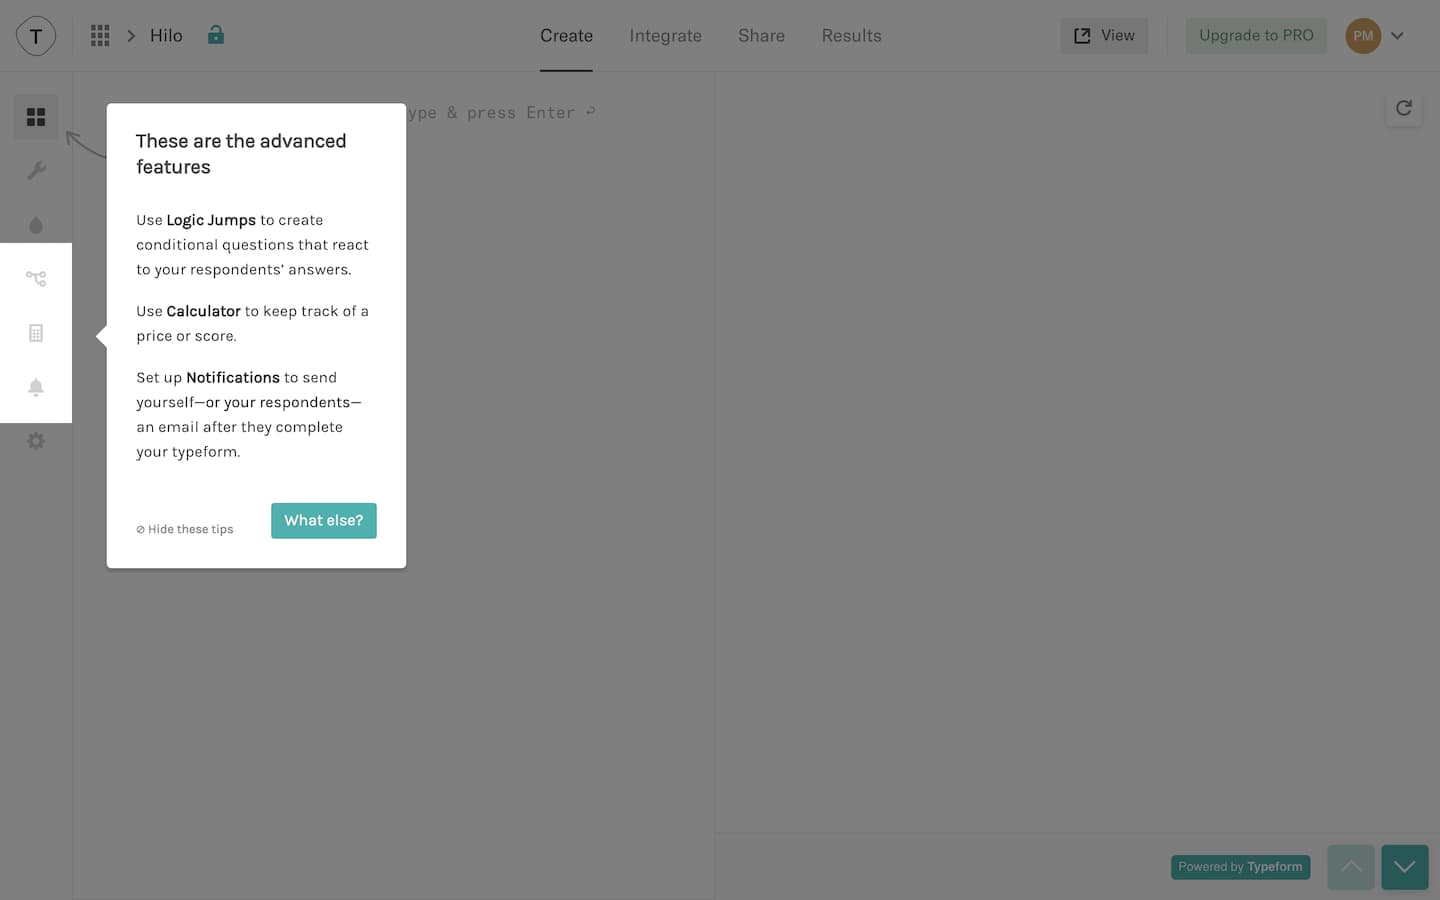 T
Hilo
Create
Integrate
Share
Results
View
Upgrade to PRO
PM
ype & press Enter
These are the advanced
features
Use Logic Jumps to create
conditional questions that react
to your respondents’ answers.
Use Calculator to keep track of a
price or score.
Set up Notifications to send
yourself—or your respondents—
an email after they complete
your typeform.
Hide these tips
What else?
Powered by Typeform